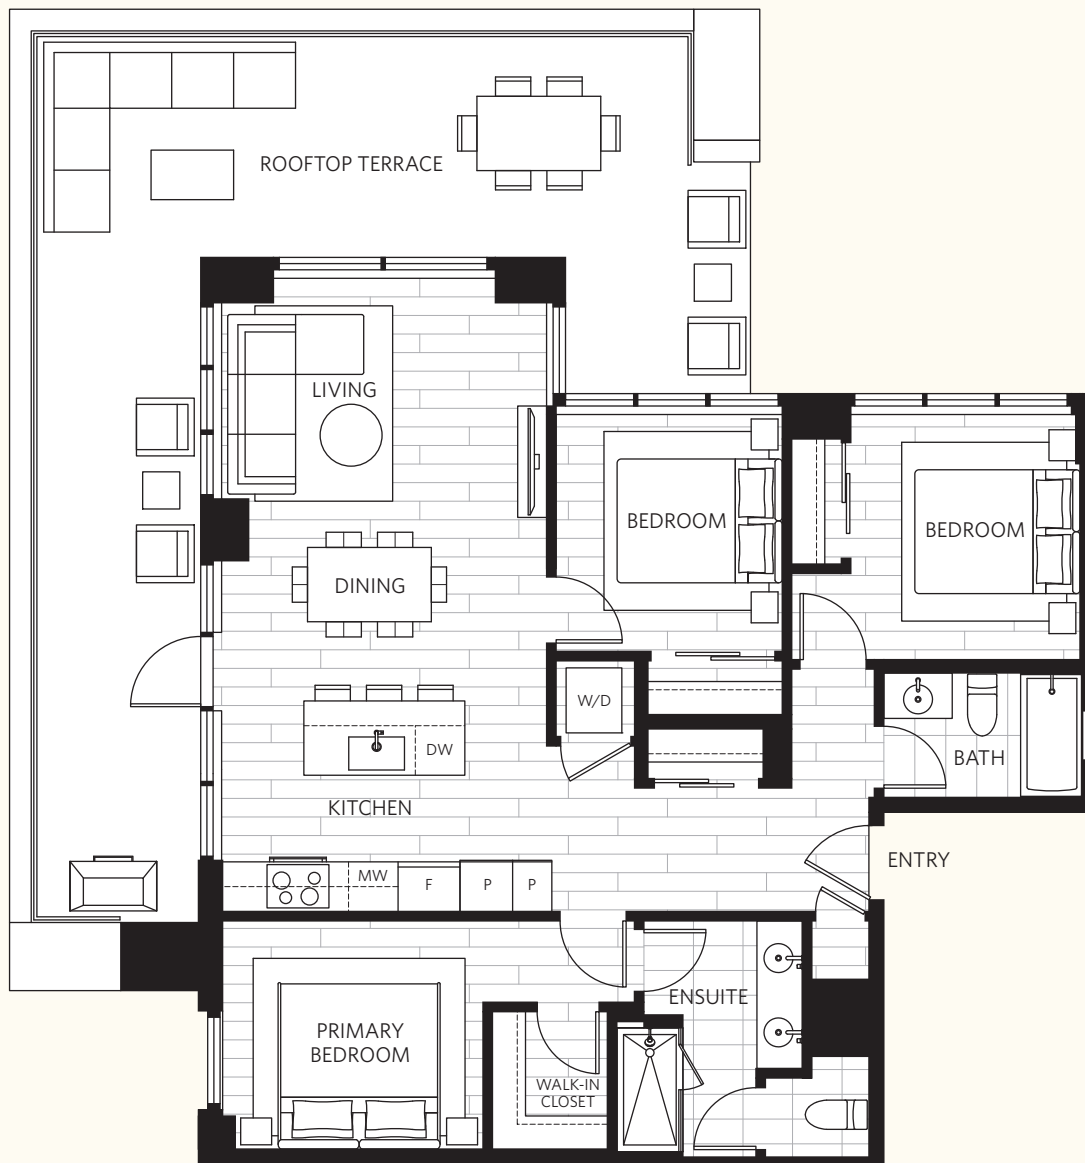 ROOFTOP TERRACE
LIVING
BEDROOM
BEDROOM
DINING
W/D
DW
BATH
KITCHEN
ENTRY
MW
F
P
P
ENSUITE
PRIMARY
BEDROOM
WALK-IN
CLOSET